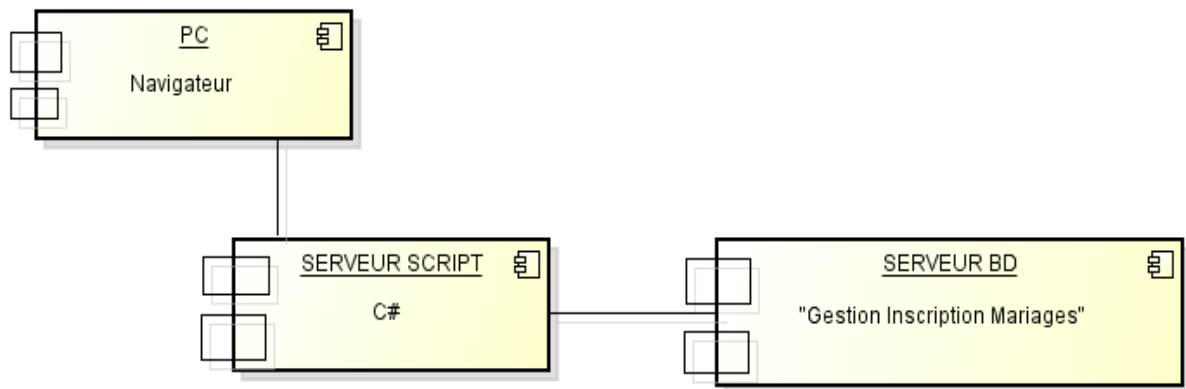 PC
Navigateur
SERVEUR SCRIPT
C#
SERVEUR BD
"Gestion Inscription Mariages"